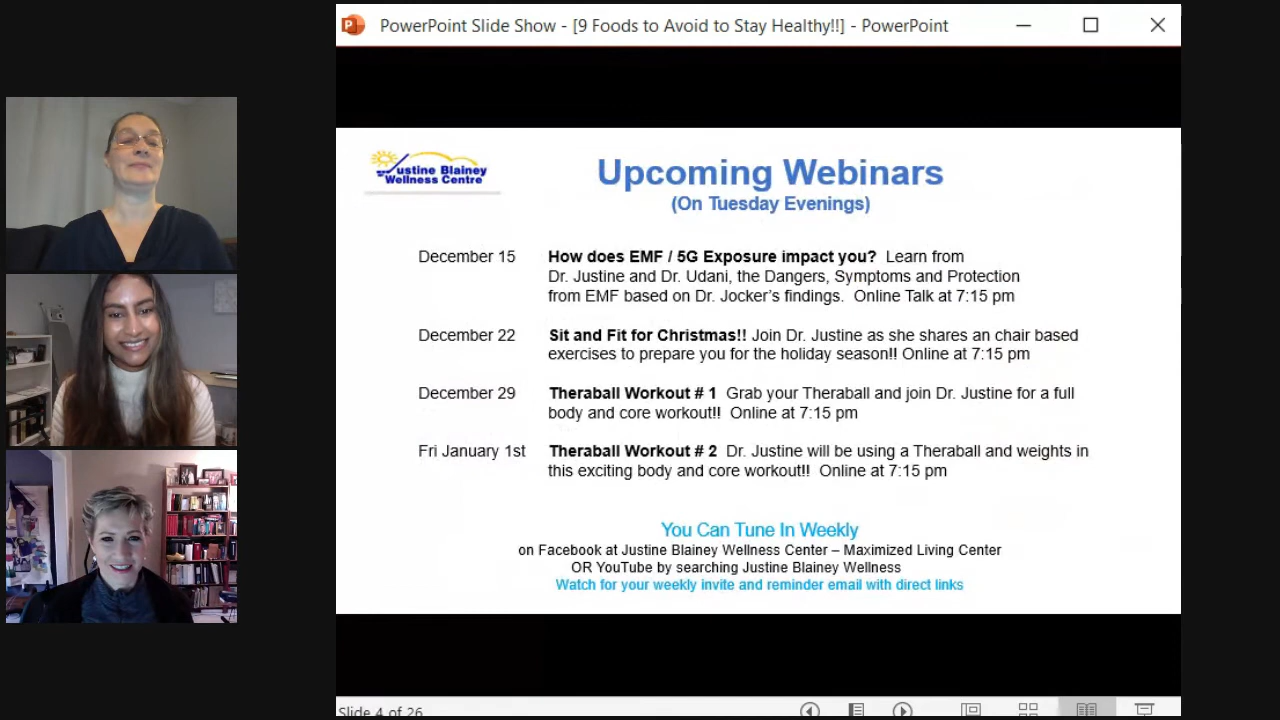 PowerPoint Slide Show - [9 Foods to Avoid to Stay Healthy!!] - PowerPoint
Justine Blainey
Wellness Centre
Upcoming Webinars
(On Tuesday Evenings)
December 15 How does EMF / 5G Exposure impact you? Learn from
Dr. Justine and Dr. Udani, the Dangers, Symptoms and Protection
from EMF based on Dr. Jocker's findings. Online Talk at 7:15 pm
December 22 Sit and Fit for Christmas!! Join Dr. Justine as she shares an chair based
exercises to prepare you for the holiday season!! Online at 7:15 pm
December 29 Theraball Workout # 1 Grab your Theraball and join Dr. Justine for a full
body and core workout!! Online at 7:15 pm
Fri January 1st Theraball Workout # 2 Dr. Justine will be using a Theraball and weights in
this exciting body and core workout!! Online at 7:15 pm
You Can Tune In Weekly
on Facebook at Justine Blainey Wellness Center – Maximized Living Center
OR YouTube by searching Justine Blainey Wellness
Watch for your weekly invite and reminder email with direct links
Slide 4 of 26